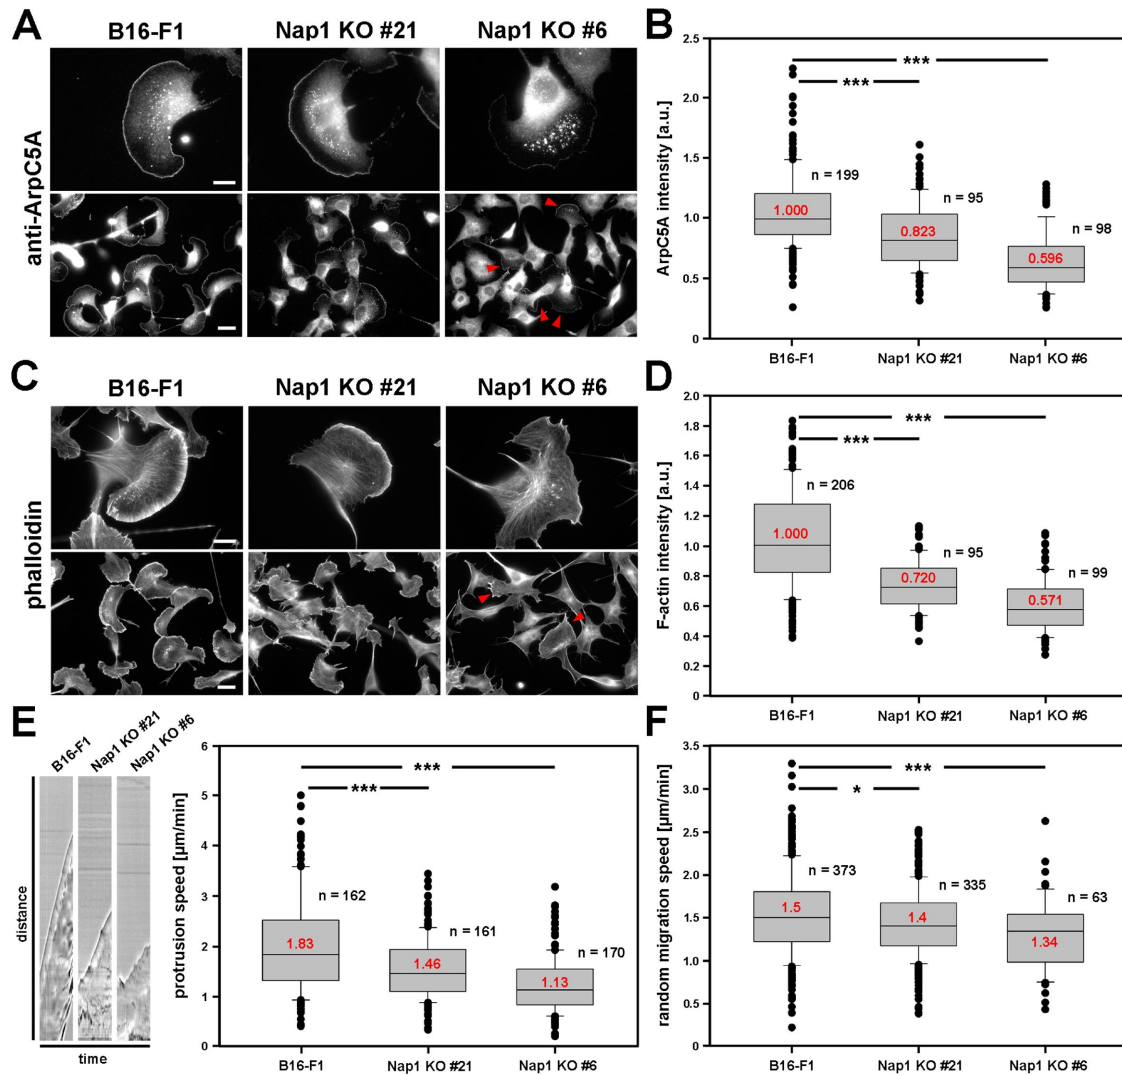 A
B16-F1
Nap1 KO #21
Nap1 KO #6
anti-ArpC5A
B
ArpC5A intensity [a.u.]
2.5
2.0
1.5
1.0
0.5
0
***
***
n = 199
n = 95
n = 98
1.000
0.823
0.596
B16-F1
Nap1 KO #21
Nap1 KO #6
C
B16-F1
Nap1 KO #21
Nap1 KO #6
phalloidin
D
F-actin intensity [a.u.]
2.0
1.8
1.6
1.4
1.2
1.0
0.8
0.6
0.4
0.2
0
***
***
n = 206
n = 95
n = 99
1.000
0.720
0.571
B16-F1
Nap1 KO #21
Nap1 KO #6
E
B16-F1
Nap1 KO #21
Nap1 KO #6
distance
time
protrusion speed [µm/min]
6
5
4
3
2
1
0
***
***
n = 162
n = 161
n = 170
1.83
1.46
1.13
B16-F1
Nap1 KO #21
Nap1 KO #6
F
random migration speed [µm/min]
3.5
3.0
2.5
2.0
1.5
1.0
0.5
0
***
*
n = 373
n = 335
n = 63
1.5
1.4
1.34
B16-F1
Nap1 KO #21
Nap1 KO #6